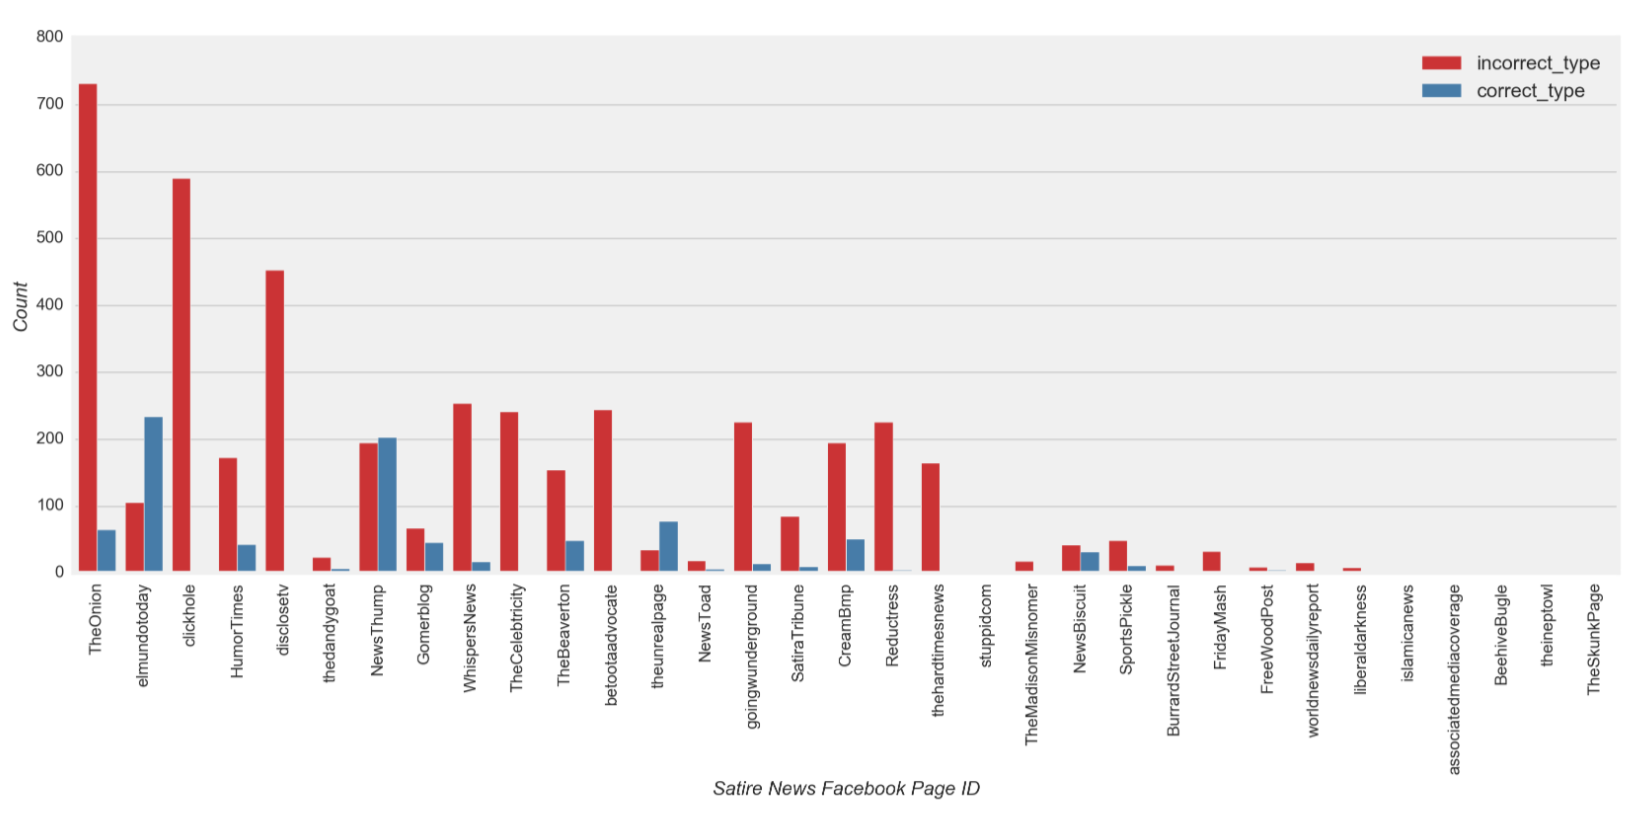 800
700
600
500
400
300
200
100
0
Count
incorrect_type
correct_type
TheOnion
elmundotoday
clickhole
HumorTimes
disclosetv
thedandygoat
NewsThump
Gomerblog
WhispersNews
TheCelebtricity
TheBeaverton
betootaadvocate
theunrealpage
NewsToad
goingwunderground
SatiraTribune
CreamBmp
Reductress
thehardtimesnews
stuppidcom
TheMadisonMisnomer
NewsBiscuit
SportsPickle
BurrardStreetJournal
FridayMash
FreeWoodPost
worldnewsdailyreport
liberaldarkness
islamicanews
associatedmediacoverage
BeehiveBugle
theineptowl
TheSkunkPage
Satire News Facebook Page ID